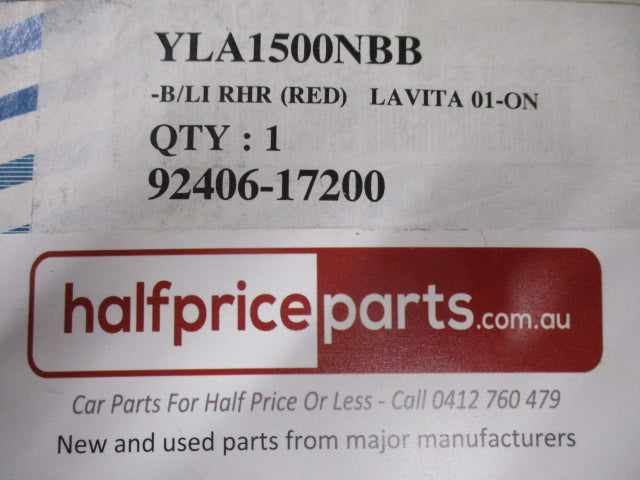 YLA1500NBB
-B/LI RHR (RED) LAVITA 01-ON
QTY : 1
92406-17200
halfpriceparts.com.au
Car Parts For Half Price Or Less - Call 0412 760 479
New and used parts from major manufacturers